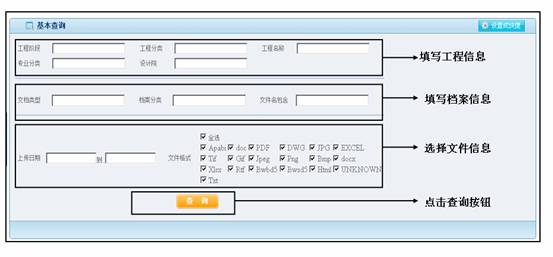 基本查询
设置成快捷
工程阶段 工程分类 工程名称
专业分类 设计院
填写工程信息
文档类型 档案分类 文件名包含
填写档案信息
全选
Apabi doc PDF DWG JPG EXCEL
上传日期 到 文件格式 Tif Gif Jpeg Png Bmp docx
Xlsx Rtf Bwbd5 Bwsd5 Html UNKNOWN
Txt
选择文件信息
查 询
点击查询按钮